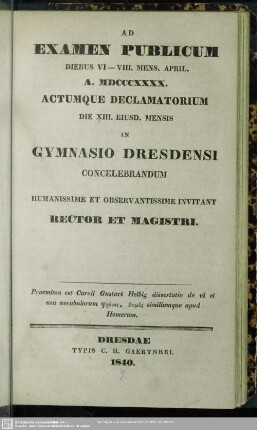 AD
EXAMEN PUBLICUM
DIEBUS VI — VIII. MENS. APRIL.
A. MDCCCXXXX.
ACTUMQUE DECLAMATORIUM
DIE XIII. EIUSD. MENSIS
IN
GYMNASIO DRESDENSI
CONCELEBRANDUM
HUMANISSIME ET OBSERVANTISSIME INVITANT
RECTOR ET MAGISTRI.
Praemissa est Caroli Gustavi Helbig dissertatio de vi et
usu vocabulorum φρένες, θυμός similiumque apud
Homerum.
DRESDAE
TYPIS C. H. GAERTNERI.
1840.